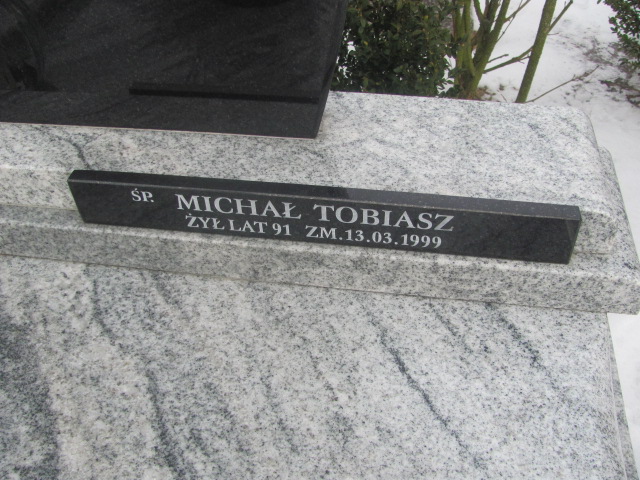 ŚP. MICHAŁ TOBIASZ
ŻYŁ LAT 91 ZM.13.03.1999